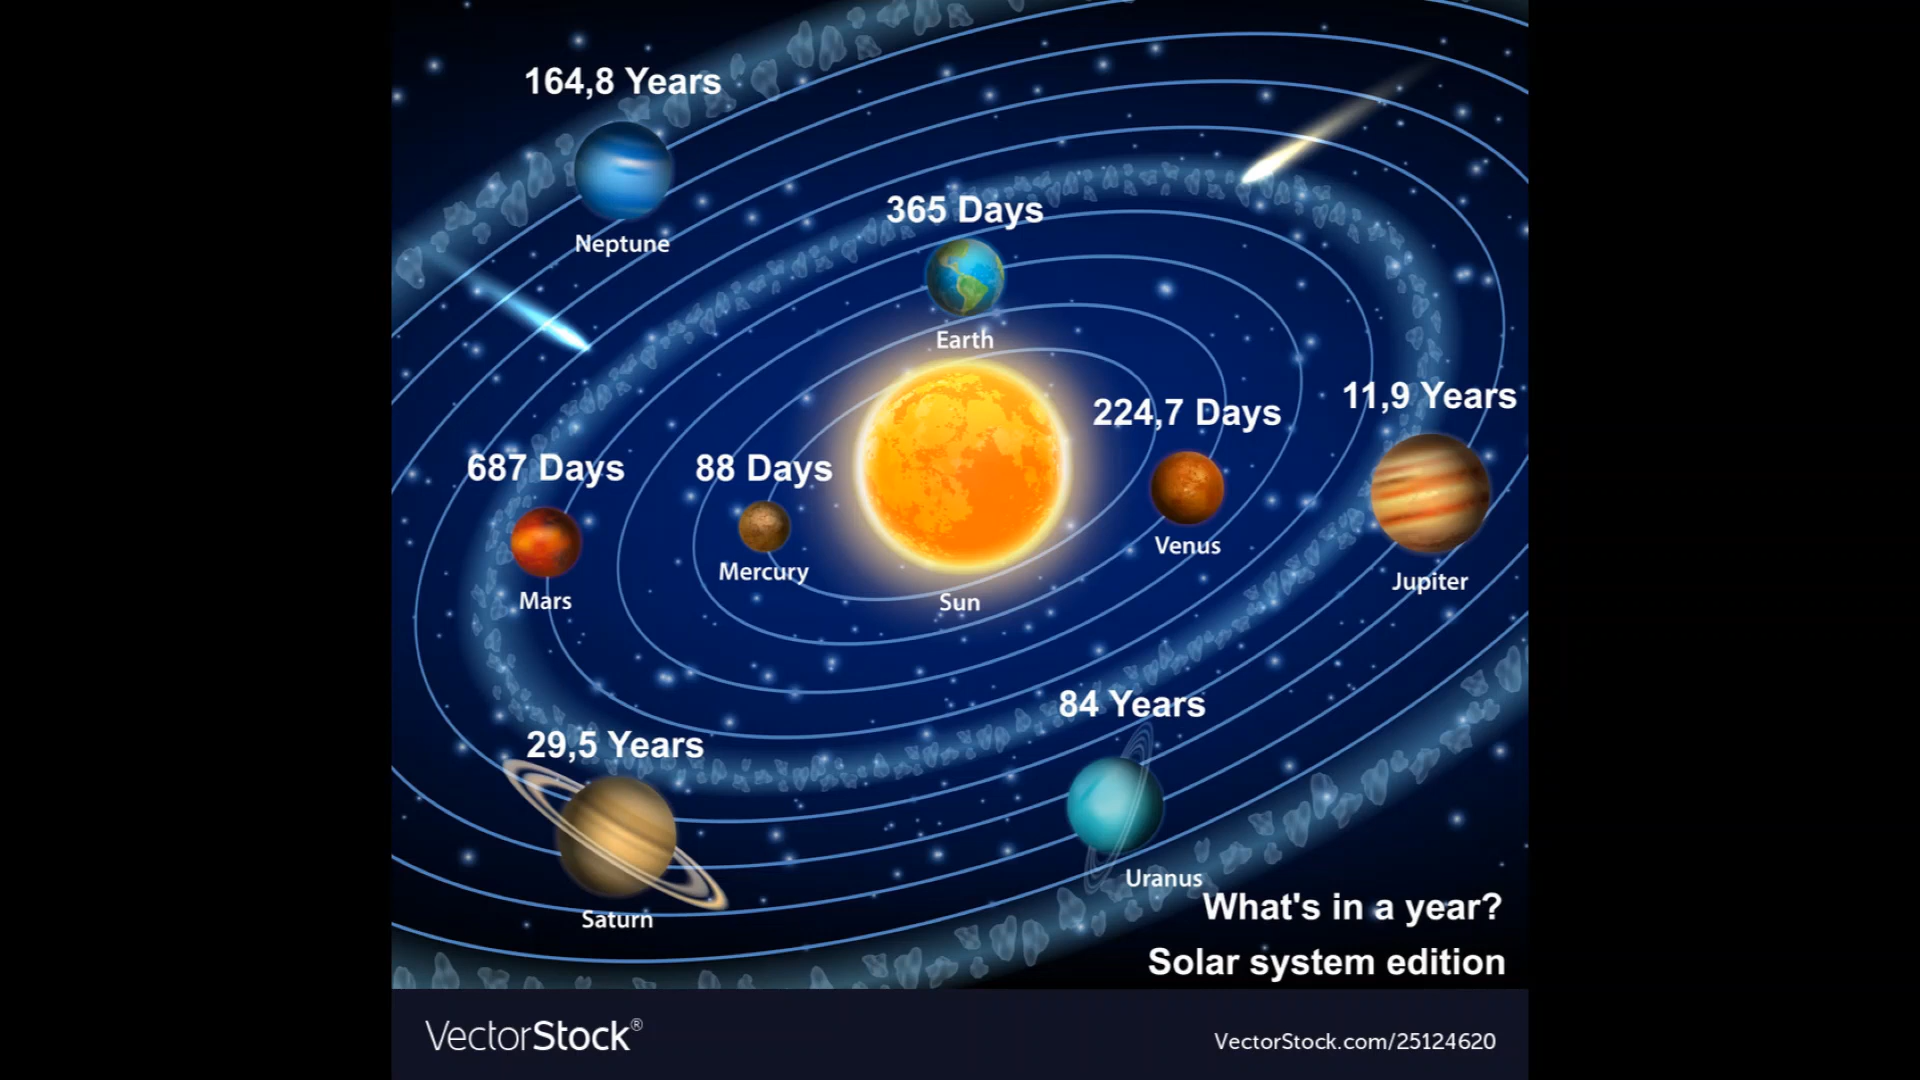 164,8 Years
Neptune
365 Days
Earth
11,9 Years
224,7 Days
687 Days
88 Days
Venus
Jupiter
Mercury
Mars
Sun
84 Years
29,5 Years
Uranus
Saturn
What's in a year?
Solar system edition
VectorStock®
VectorStock.com/25124620